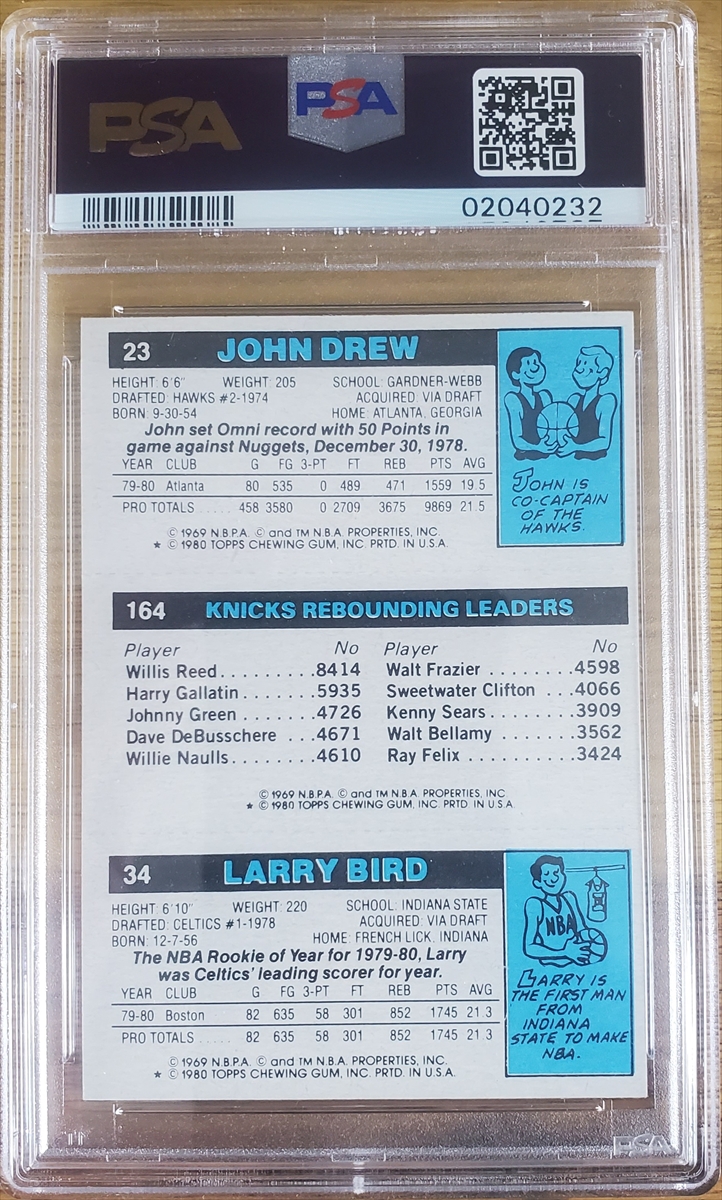 PSA PSA
02040232
23 JOHN DREW
HEIGHT: 6'6" WEIGHT: 205 SCHOOL: GARDNER-WEBB
DRAFTED: HAWKS #2-1974 ACQUIRED: VIA DRAFT
BORN: 9-30-54 HOME: ATLANTA, GEORGIA
John set Omni record with 50 Points in
game against Nuggets, December 30, 1978.
YEAR CLUB G FG 3-PT FT REB PTS AVG
79-80 Atlanta 80 535 0 489 471 1559 19.5
PRO TOTALS ..... 458 3580 0 2709 3675 9869 21.5
© 1969 N.B.P.A. © and TM N.B.A. PROPERTIES, INC.
★ © 1980 TOPPS CHEWING GUM, INC. PRTD. IN U.S.A.
JOHN IS
CO-CAPTAIN
OF THE
HAWKS.
164 KNICKS REBOUNDING LEADERS
Player No Player No
Willis Reed.........8414 Walt Frazier ........4598
Harry Gallatin.......5935 Sweetwater Clifton ...4066
Johnny Green.......4726 Kenny Sears.........3909
Dave DeBusschere ...4671 Walt Bellamy .......3562
Willie Naulls........4610 Ray Felix ..........3424
© 1969 N.B.P.A. © and TM N.B.A. PROPERTIES, INC.
★ © 1980 TOPPS CHEWING GUM, INC. PRTD. IN U.S.A.
34 LARRY BIRD
HEIGHT: 6'10" WEIGHT: 220 SCHOOL: INDIANA STATE
DRAFTED: CELTICS #1-1978 ACQUIRED: VIA DRAFT
BORN: 12-7-56 HOME: FRENCH LICK, INDIANA
The NBA Rookie of Year for 1979-80, Larry
was Celtics' leading scorer for year.
YEAR CLUB G FG 3-PT FT REB PTS AVG
79-80 Boston 82 635 58 301 852 1745 21.3
PRO TOTALS ..... 82 635 58 301 852 1745 21.3
© 1969 N.B.P.A. © and TM N.B.A. PROPERTIES, INC.
★ © 1980 TOPPS CHEWING GUM, INC. PRTD. IN U.S.A.
NBA
LARRY IS
THE FIRST MAN
FROM
INDIANA
STATE TO MAKE
NBA.
PSA